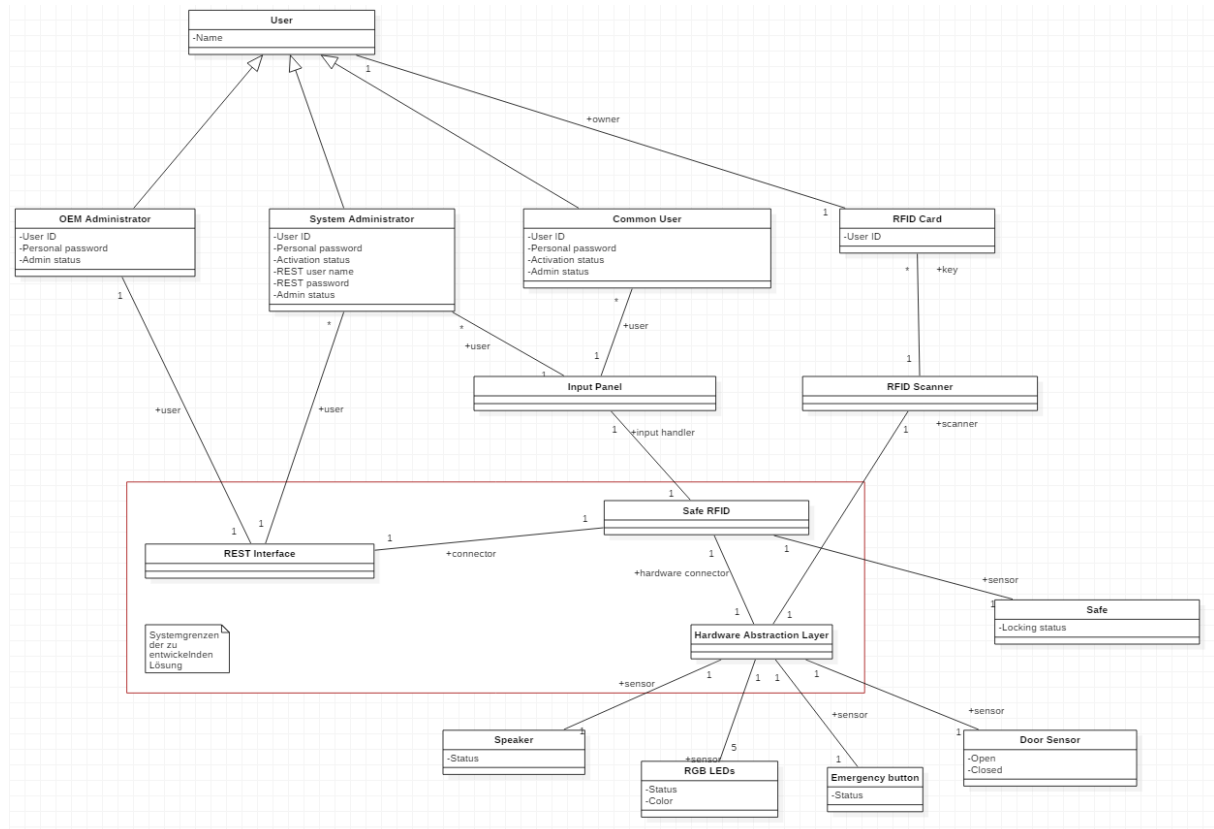 User
-Name
1
+owner
OEM Administrator
-User ID
-Personal password
-Admin status
System Administrator
-User ID
-Personal password
-Activation status
-REST user name
-REST password
-Admin status
Common User
-User ID
-Personal password
-Activation status
-Admin status
1
RFID Card
-User ID
1
*
*
+user
*
+user
1
1
*
+key
1
Input Panel
RFID Scanner
+user
+user
1
+input handler
1
+scanner
1
1
1
REST Interface
1
+connector
1
Safe RFID
1
+hardware connector
1
1
+sensor
1
Safe
-Locking status
1
Hardware Abstraction Layer
Systemgrenzen
der zu
entwickelnden
Lösung
+sensor
1
1
1
1
+sensor
+sensor
1
Speaker
-Status
5
+sensor
RGB LEDs
-Status
-Color
1
Emergency button
-Status
1
Door Sensor
-Open
-Closed